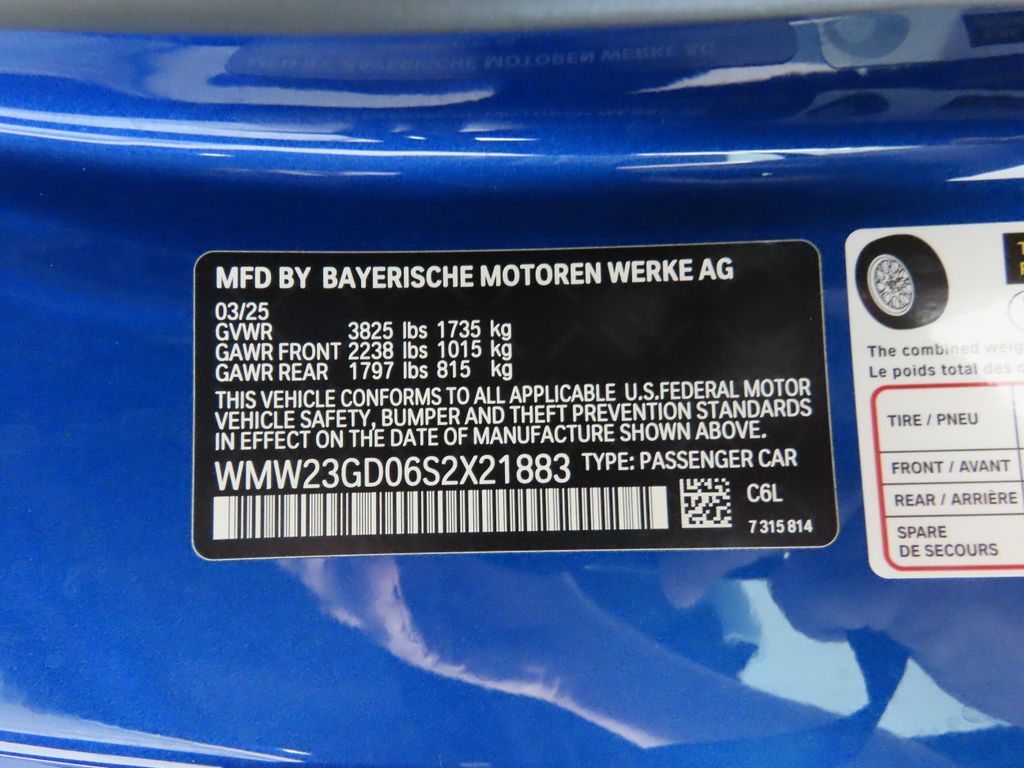 MFD BY BAYERISCHE MOTOREN WERKE AG
03/25
GVWR 3825 lbs 1735 kg
GAWR FRONT 2238 lbs 1015 kg
GAWR REAR 1797 lbs 815 kg
THIS VEHICLE CONFORMS TO ALL APPLICABLE U.S.FEDERAL MOTOR
VEHICLE SAFETY, BUMPER AND THEFT PREVENTION STANDARDS
IN EFFECT ON THE DATE OF MANUFACTURE SHOWN ABOVE.
WMW23GD06S2X21883 TYPE: PASSENGER CAR
C6L
7 315 814
The combined
Le poids total des
TIRE / PNEU
FRONT / AVANT
REAR / ARRIÈRE
SPARE
DE SECOURS